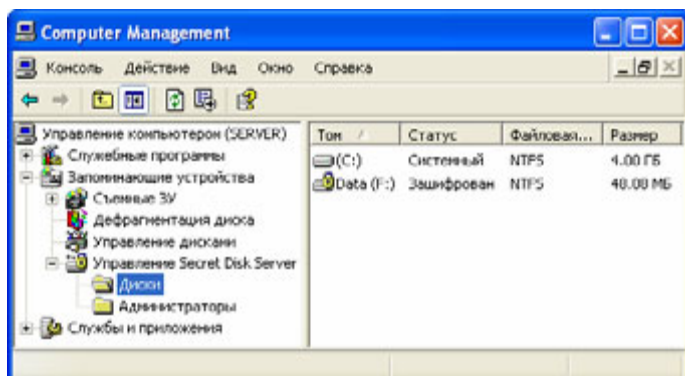 Computer Management
Консоль Действие Вид Окно Справка
Управление компьютером (SERVER)
Служебные программы
Запоминающие устройства
Съемные ЗУ
Дефрагментация диска
Управление дисками
Управление Secret Disk Server
Диски
Администраторы
Службы и приложения
Том Статус Файловая... Размер
(C:) Системный NTFS 4.00 ГБ
Data (F:) Зашифрован NTFS 48.08 МБ